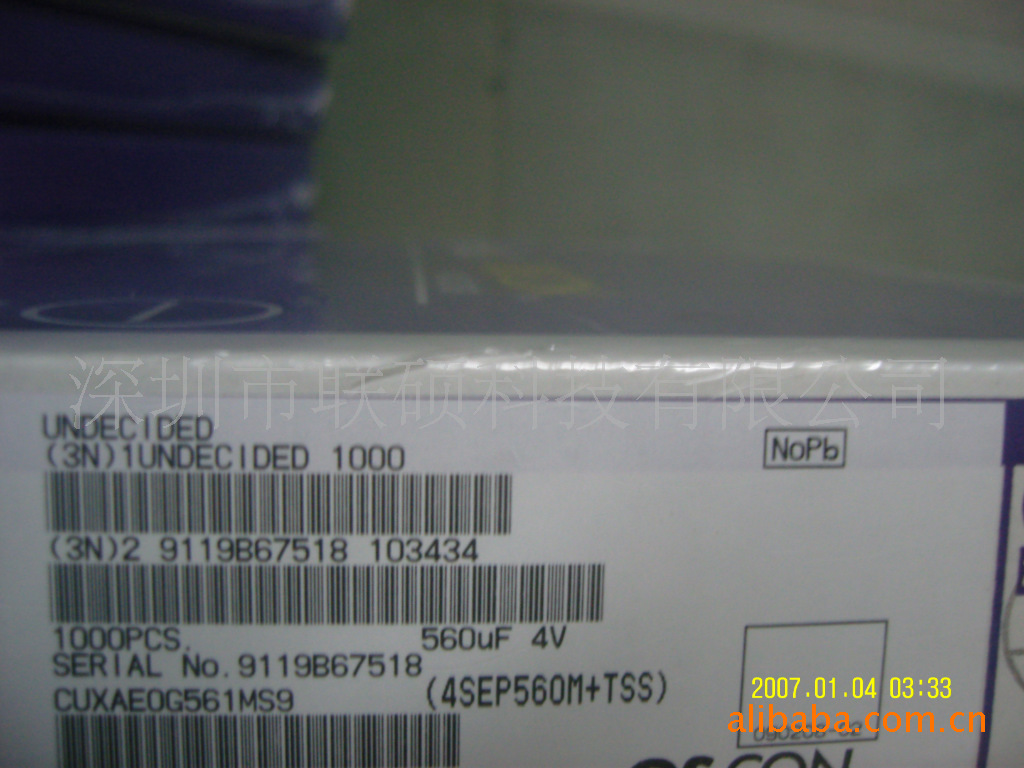 深圳市联硕科技有限公司
UNDECIDED
(3N)1UNDECIDED 1000
NoPb
(3N)2 9119B67518 103434
1000PCS. 560uF 4V
SERIAL No.9119B67518
CUXAE0G561MS9 (4SEP560M+TSS)
2007.01.04 03:33
alibaba.com.cn
CON